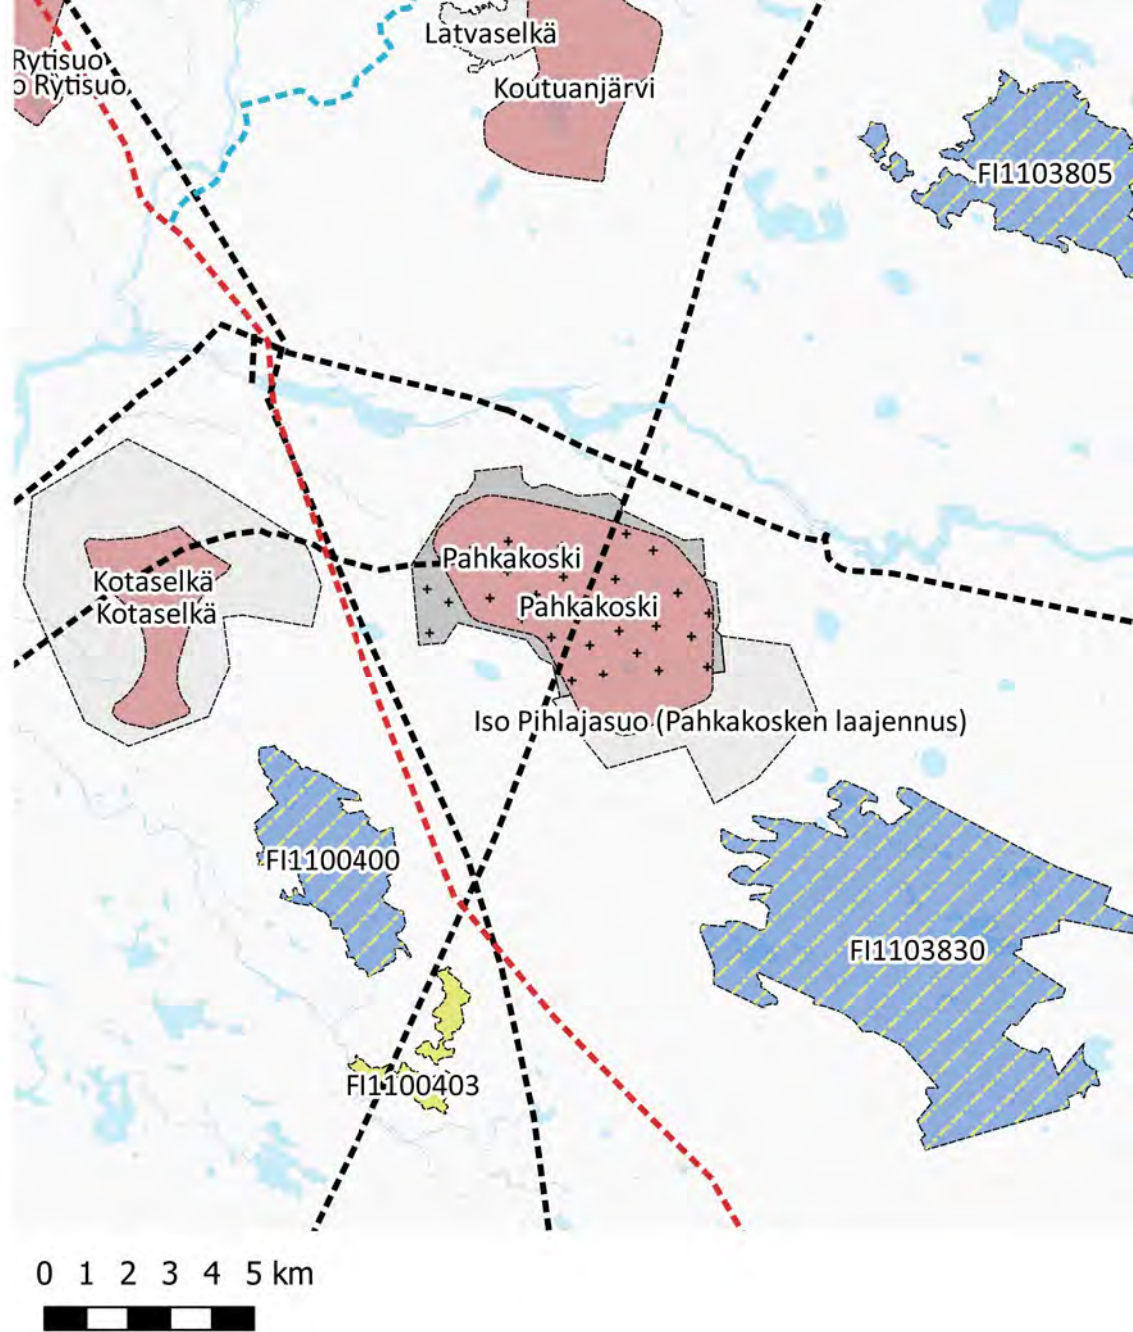 Latvaselkä
Rytisuo
o Rytisuo
Koutuanjärvi
FI1103805
Pahkakoski
Kotaselkä
Kotaselkä
Pahkakoski
Iso Pihlajasuo (Pahkakosken laajennus)
FI1100400
FI1103830
FI1100403
0 1 2 3 4 5 km